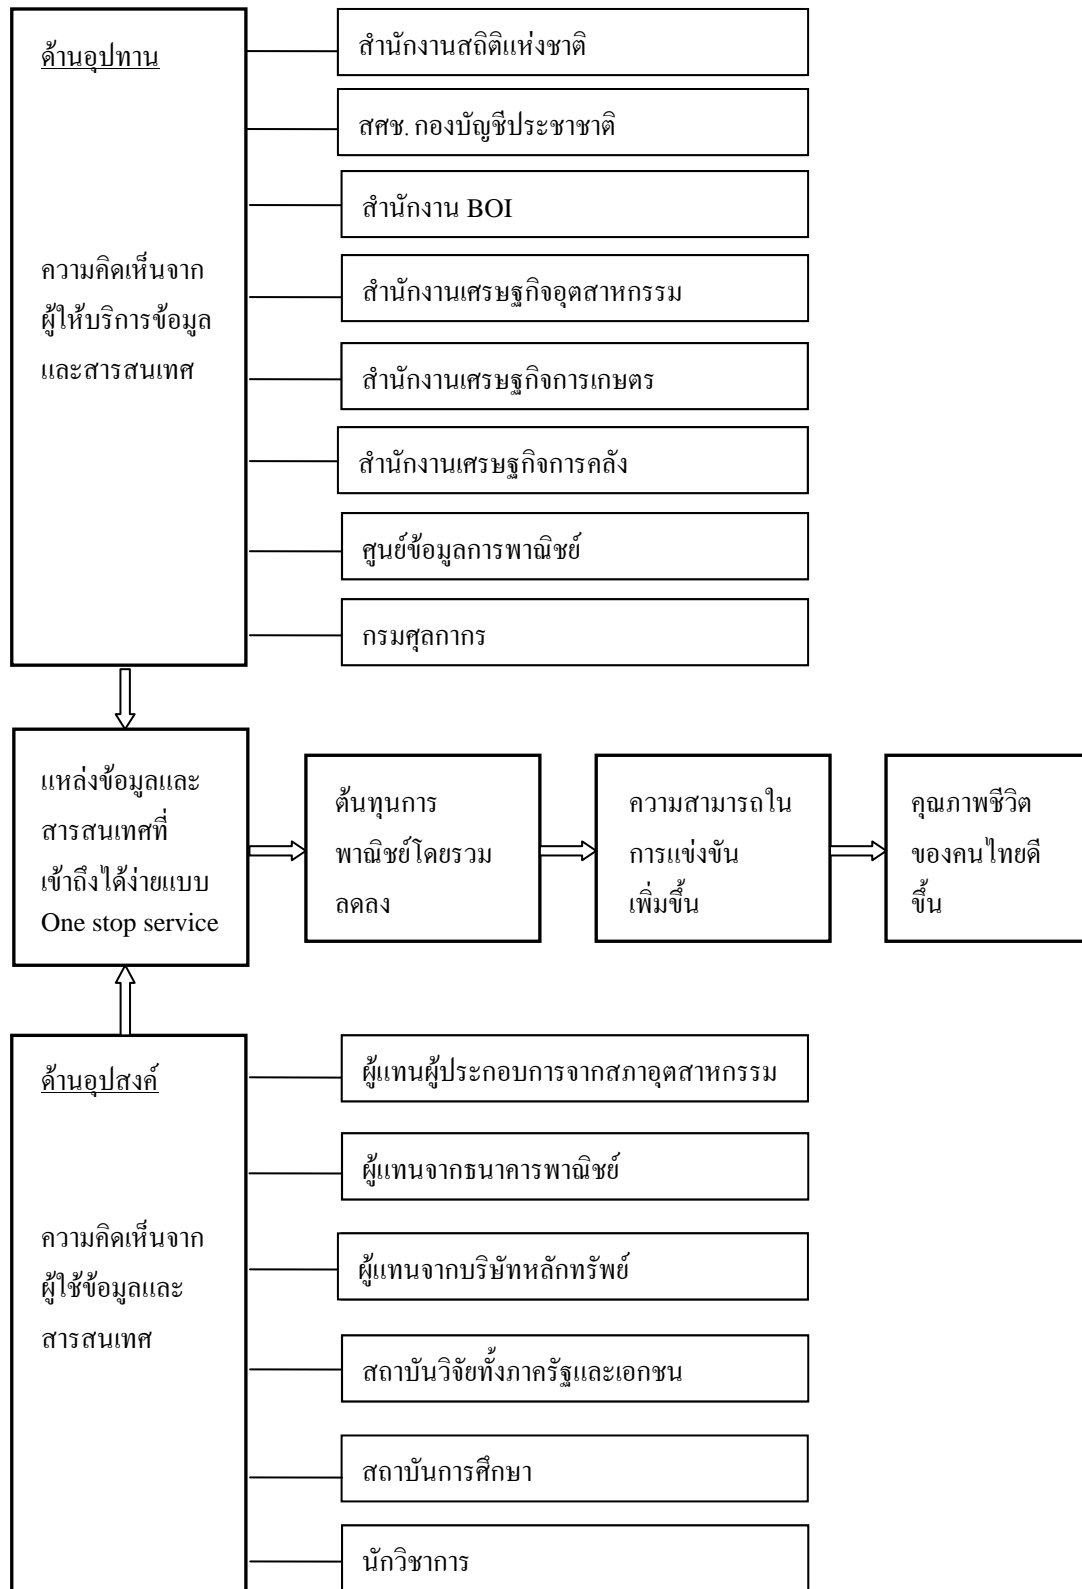 ด้านอุปทาน
ความคิดเห็นจาก
ผู้ให้บริการข้อมูล
และสารสนเทศ
สำนักงานสถิติแห่งชาติ
สศช. กองบัญชีประชาชาติ
สำนักงาน BOI
สำนักงานเศรษฐกิจอุตสาหกรรม
สำนักงานเศรษฐกิจการเกษตร
สำนักงานเศรษฐกิจการคลัง
ศูนย์ข้อมูลการพาณิชย์
กรมศุลกากร
แหล่งข้อมูลและ
สารสนเทศที่
เข้าถึงได้ง่ายแบบ
One stop service
ต้นทุนการ
พาณิชย์โดยรวม
ลดลง
ความสามารถใน
การแข่งขัน
เพิ่มขึ้น
คุณภาพชีวิต
ของคนไทยดี
ขึ้น
ด้านอุปสงค์
ความคิดเห็นจาก
ผู้ใช้ข้อมูลและ
สารสนเทศ
ผู้แทนผู้ประกอบการจากสภาอุตสาหกรรม
ผู้แทนจากธนาคารพาณิชย์
ผู้แทนจากบริษัทหลักทรัพย์
สถาบันวิจัยทั้งภาครัฐและเอกชน
สถาบันการศึกษา
นักวิชาการ